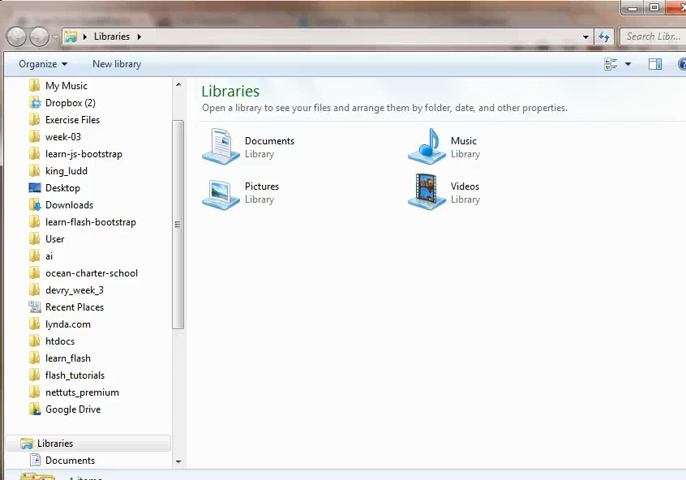 Libraries
Search Libr...
Organize
New library
My Music
Dropbox (2)
Exercise Files
week-03
learn-js-bootstrap
king_ludd
Desktop
Downloads
learn-flash-bootstrap
User
ai
ocean-charter-school
devry_week_3
Recent Places
lynda.com
htdocs
learn_flash
flash_tutorials
nettuts_premium
Google Drive
Libraries
Documents
Libraries
Open a library to see your files and arrange them by folder, date, and other properties.
Documents
Library
Music
Library
Pictures
Library
Videos
Library
4 items